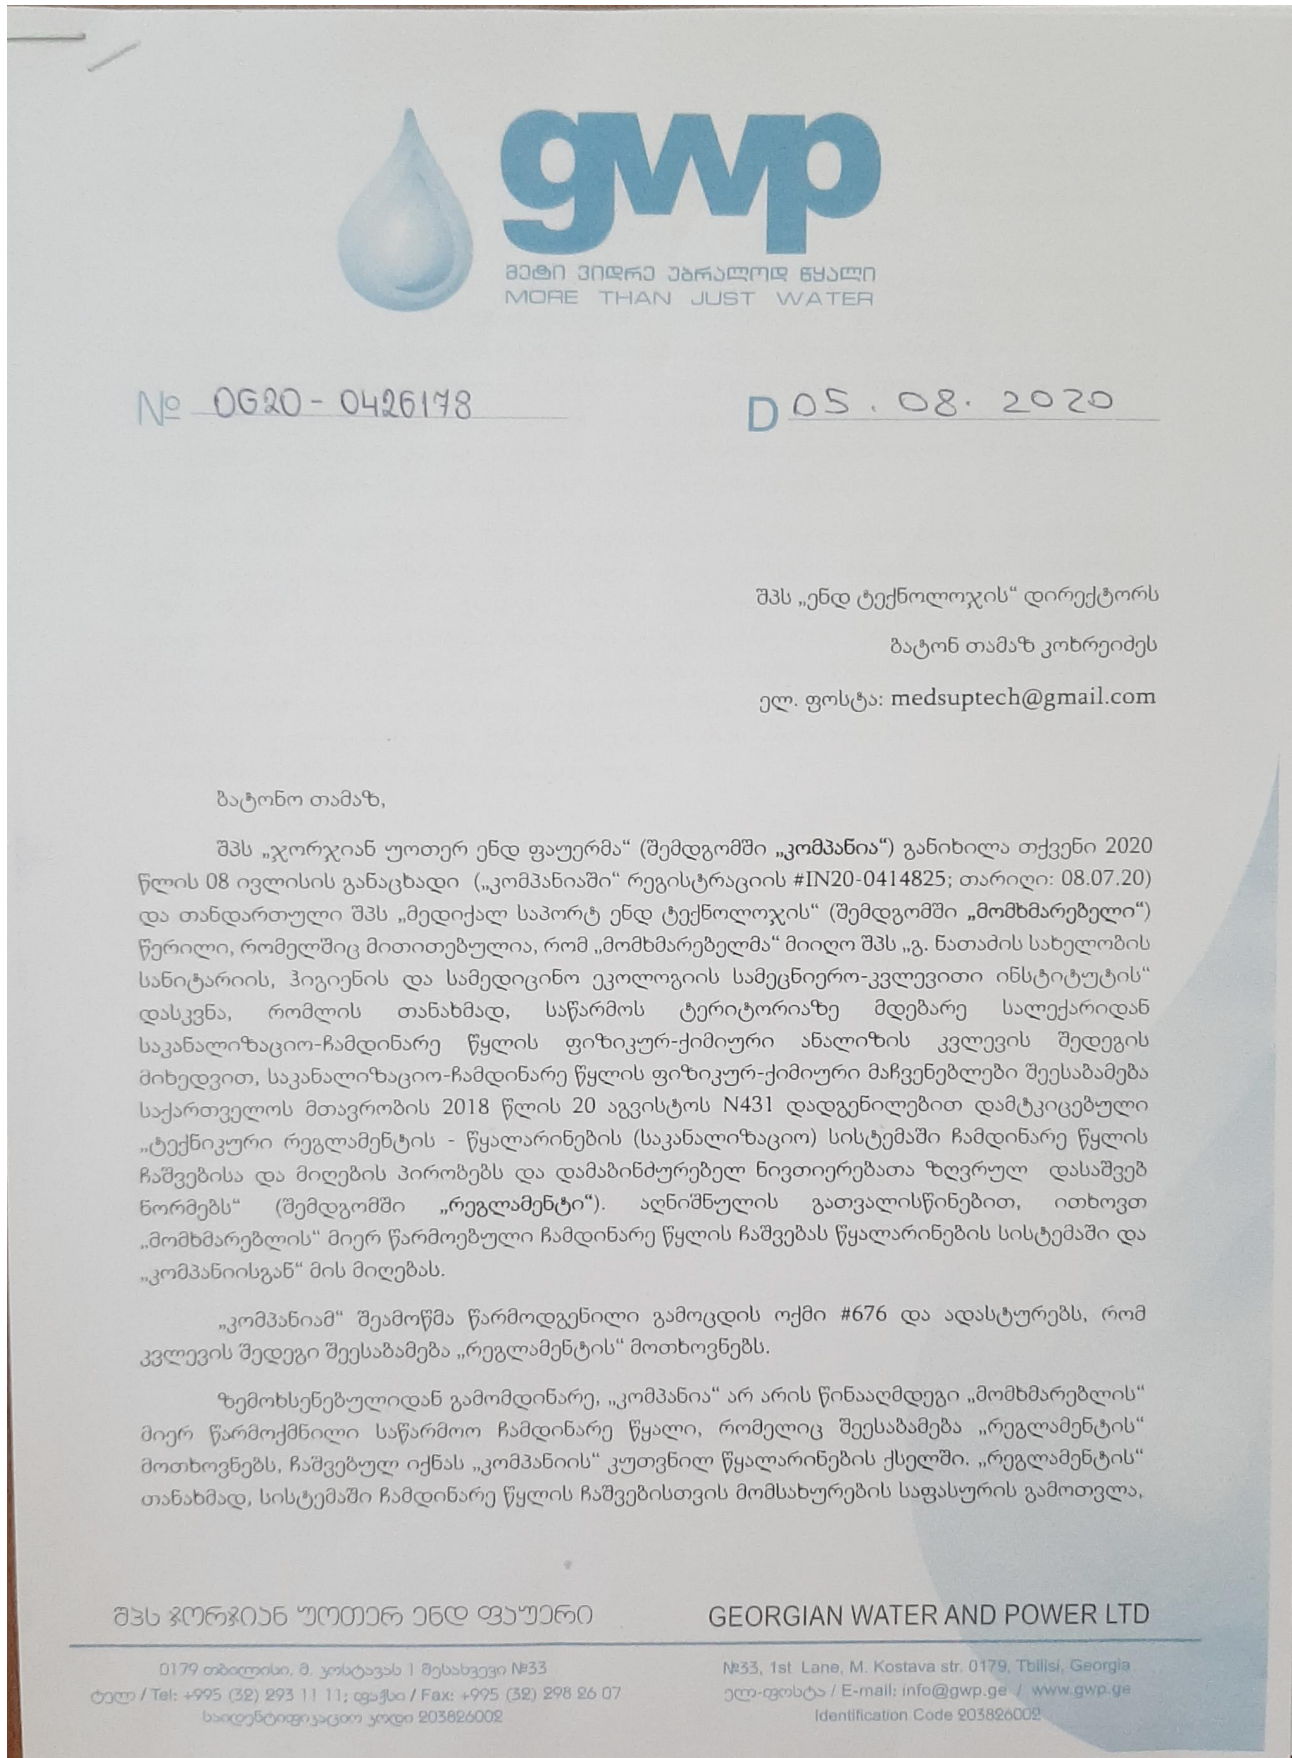 gwp
მეტი ვიდრე უბრალოდ წყალი
MORE THAN JUST WATER
№ OG20 - 0426178
D 05. 08. 2020
შპს „ენდ ტექნოლოჯის“ დირექტორს
ბატონ თამაზ კოხრეიძეს
ელ. ფოსტა: medsuptech@gmail.com
ბატონო თამაზ,
შპს „ჯორჯიან უოთერ ენდ ფაუერმა“ (შემდგომში „კომპანია“) განიხილა თქვენი 2020
წლის 08 ივლისის განაცხადი („კომპანიაში“ რეგისტრაციის #IN20-0414825; თარიღი: 08.07.20)
და თანდართული შპს „მედიქალ საპორტ ენდ ტექნოლოჯის“ (შემდგომში „მომხმარებელი“)
წერილი, რომელშიც მითითებულია, რომ „მომხმარებელმა“ მიიღო შპს „გ. ნათაძის სახელობის
სანიტარიის, ჰიგიენის და სამედიცინო ეკოლოგიის სამეცნიერო-კვლევითი ინსტიტუტის“
დასკვნა, რომლის თანახმად, საწარმოს ტერიტორიაზე მდებარე სალექარიდან
საკანალიზაციო-ჩამდინარე წყლის ფიზიკურ-ქიმიური ანალიზის კვლევის შედეგის
მიხედვით, საკანალიზაციო-ჩამდინარე წყლის ფიზიკურ-ქიმიური მაჩვენებლები შეესაბამება
საქართველოს მთავრობის 2018 წლის 20 აგვისტოს N431 დადგენილებით დამტკიცებული
„ტექნიკური რეგლამენტის - წყალარინების (საკანალიზაციო) სისტემაში ჩამდინარე წყლის
ჩაშვებისა და მიღების პირობებს და დამაბინძურებელ ნივთიერებათა ზღვრულ დასაშვებ
ნორმებს“ (შემდგომში „რეგლამენტი“). აღნიშნულის გათვალისწინებით, ითხოვთ
„მომხმარებლის“ მიერ წარმოებული ჩამდინარე წყლის ჩაშვებას წყალარინების სისტემაში და
„კომპანიისგან“ მის მიღებას.
„კომპანიამ“ შეამოწმა წარმოდგენილი გამოცდის ოქმი #676 და ადასტურებს, რომ
კვლევის შედეგი შეესაბამება „რეგლამენტის“ მოთხოვნებს.
ზემოხსენებულიდან გამომდინარე, „კომპანია“ არ არის წინააღმდეგი „მომხმარებლის“
მიერ წარმოქმნილი საწარმოო ჩამდინარე წყალი, რომელიც შეესაბამება „რეგლამენტის“
მოთხოვნებს, ჩაშვებულ იქნას „კომპანიის“ კუთვნილ წყალარინების ქსელში. „რეგლამენტის“
თანახმად, სისტემაში ჩამდინარე წყლის ჩაშვებისთვის მომსახურების საფასურის გამოთვლა,
შპს ჯორჯიან უოთერ ენდ ფაუერი
GEORGIAN WATER AND POWER LTD
0179 თბილისი, მ. კოსტავას I შესახვევი №33
ტელ / Tel: +995 (32) 293 11 11; ფაქსი / Fax: +995 (32) 298 26 07
საიდენტიფიკაციო კოდი 203826002
№33, 1st Lane, M. Kostava str. 0179, Tbilisi, Georgia
ელ-ფოსტა / E-mail: info@gwp.ge / www.gwp.ge
Identification Code 203826002